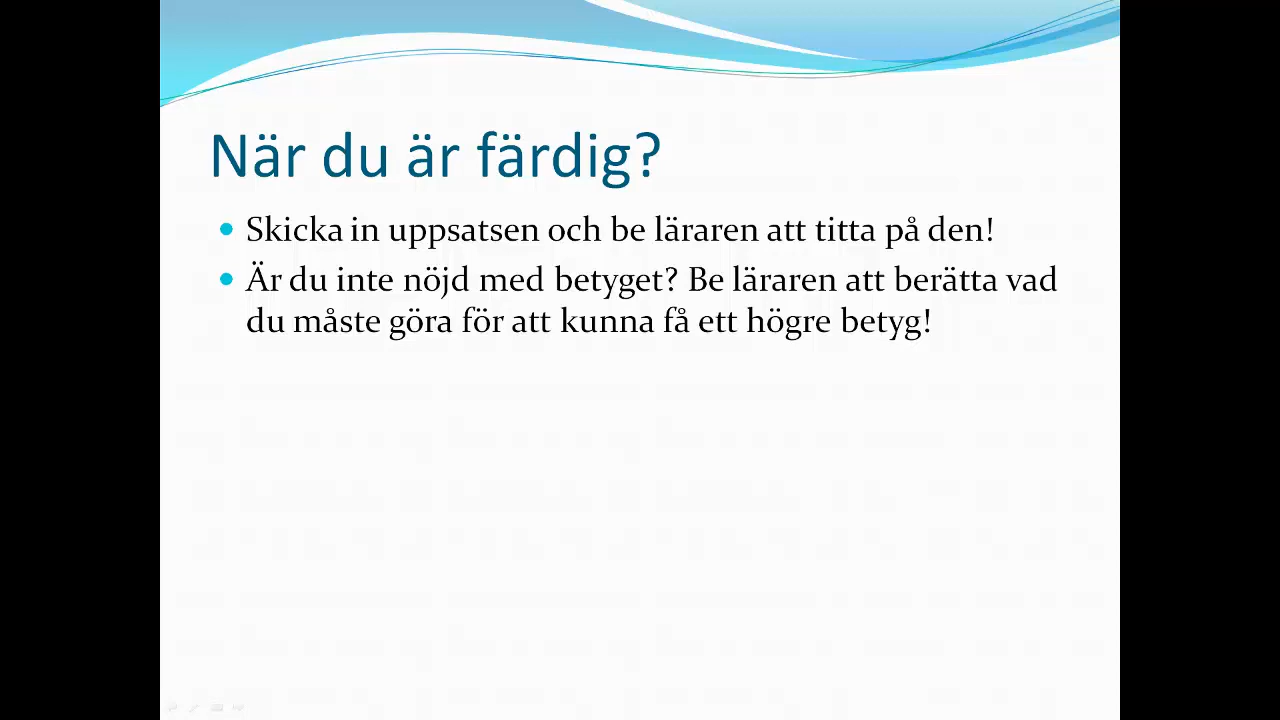 När du är färdig?
Skicka in uppsatsen och be läraren att titta på den!
Är du inte nöjd med betyget? Be läraren att berätta vad
du måste göra för att kunna få ett högre betyg!